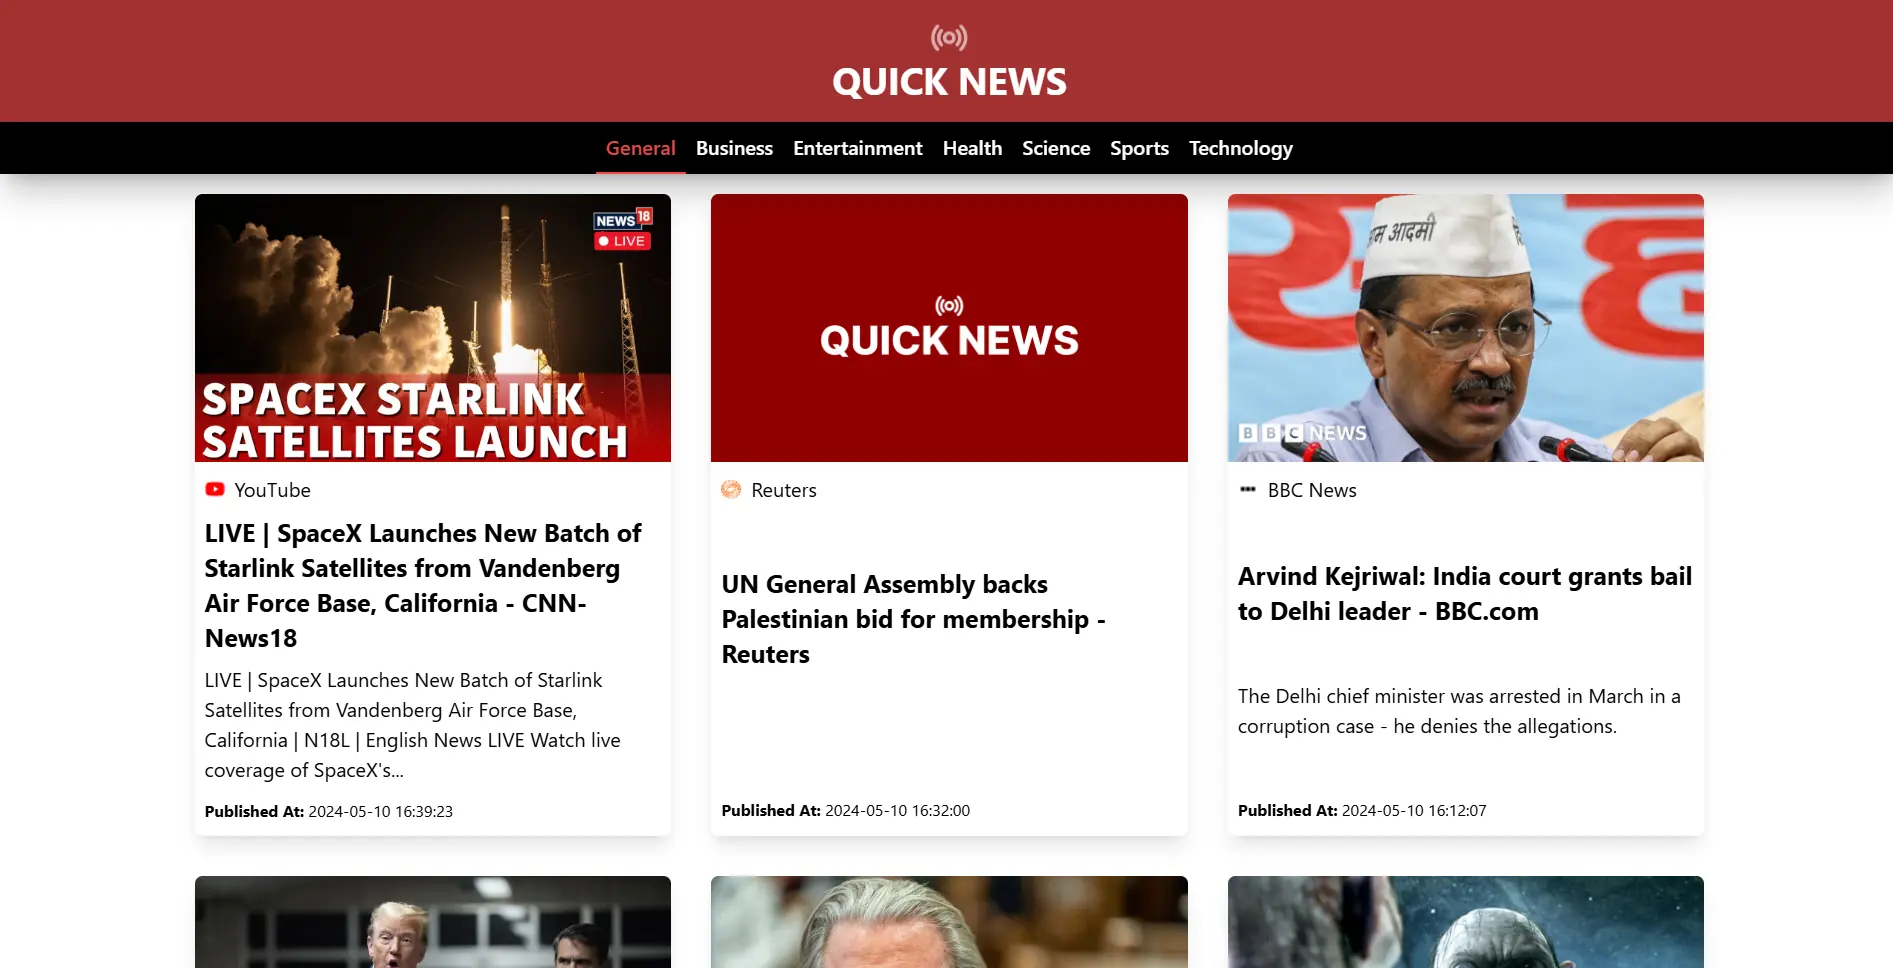 QUICK NEWS
General Business Entertainment Health Science Sports Technology
NEWS 18
LIVE
SPACEX STARLINK
SATELLITES LAUNCH
YouTube
LIVE | SpaceX Launches New Batch of
Starlink Satellites from Vandenberg
Air Force Base, California - CNN-
News18
LIVE | SpaceX Launches New Batch of Starlink
Satellites from Vandenberg Air Force Base,
California | N18L | English News LIVE Watch live
coverage of SpaceX's...
Published At: 2024-05-10 16:39:23
QUICK NEWS
Reuters
UN General Assembly backs
Palestinian bid for membership -
Reuters
Published At: 2024-05-10 16:32:00
आदमी
BBC NEWS
BBC News
Arvind Kejriwal: India court grants bail
to Delhi leader - BBC.com
The Delhi chief minister was arrested in March in a
corruption case - he denies the allegations.
Published At: 2024-05-10 16:12:07